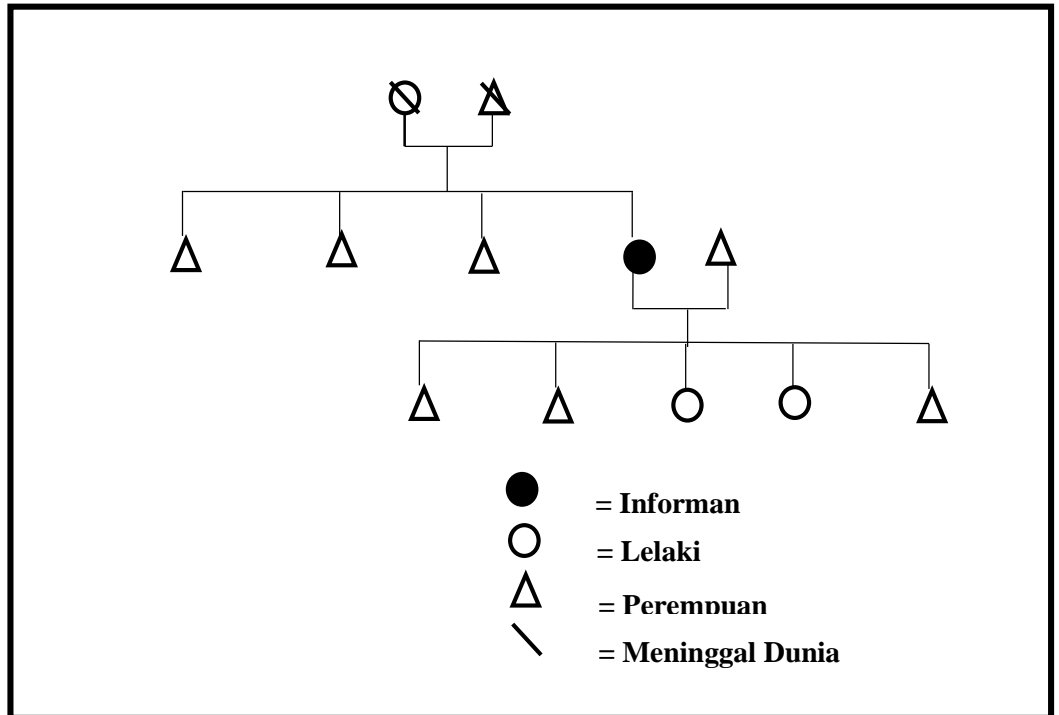 = Informan
= Lelaki
= Perempuan
= Meninggal Dunia